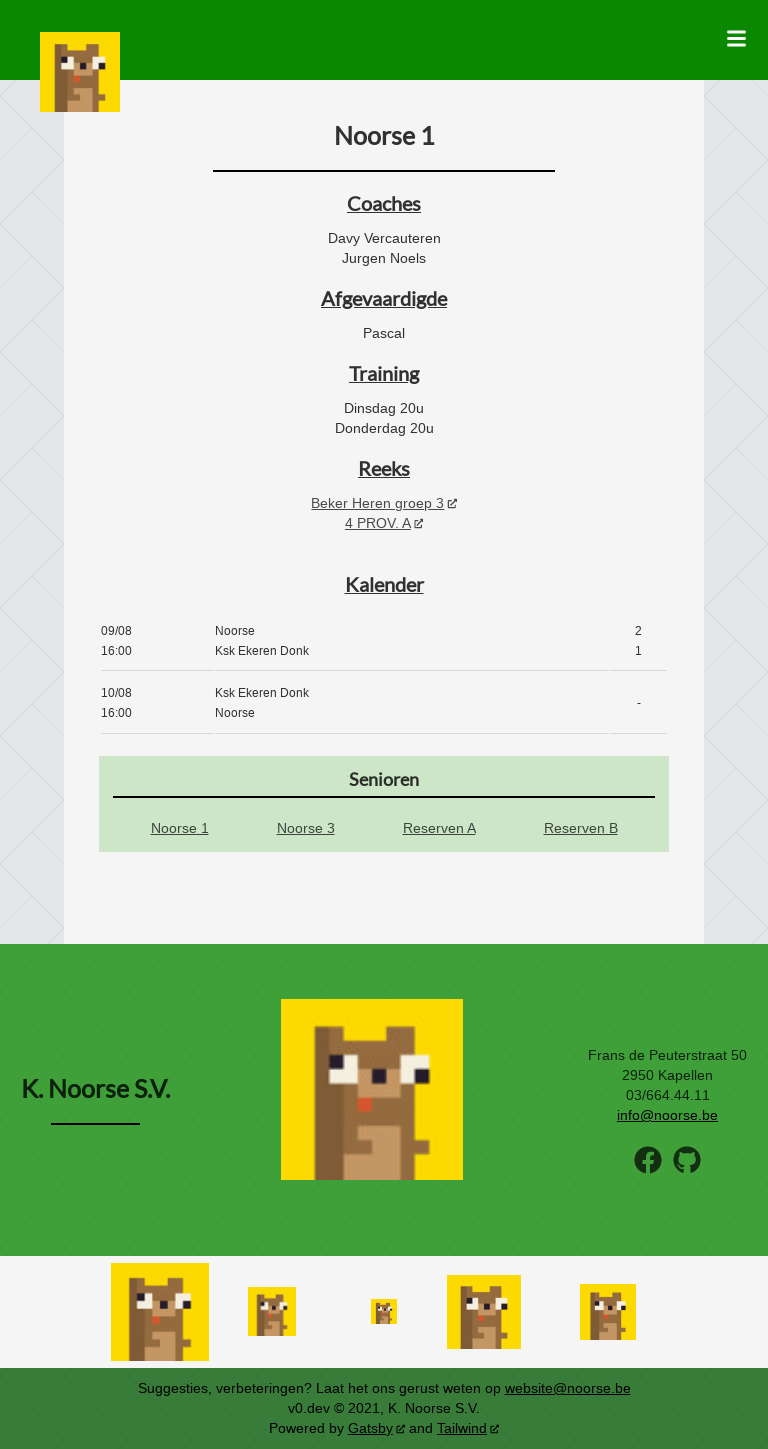 Noorse 1
Coaches
Davy Vercauteren
Jurgen Noels
Afgevaardigde
Pascal
Training
Dinsdag 20u
Donderdag 20u
Reeks
Beker Heren groep 3
4 PROV. A
Kalender
09/08 Noorse 2
16:00 Ksk Ekeren Donk 1
10/08 Ksk Ekeren Donk
-
16:00 Noorse
Senioren
Noorse 1 Noorse 3 Reserven A Reserven B
K. Noorse S.V.
Frans de Peuterstraat 50
2950 Kapellen
03/664.44.11
info@noorse.be
Suggesties, verbeteringen? Laat het ons gerust weten op website@noorse.be
v0.dev © 2021, K. Noorse S.V.
Powered by Gatsby and Tailwind